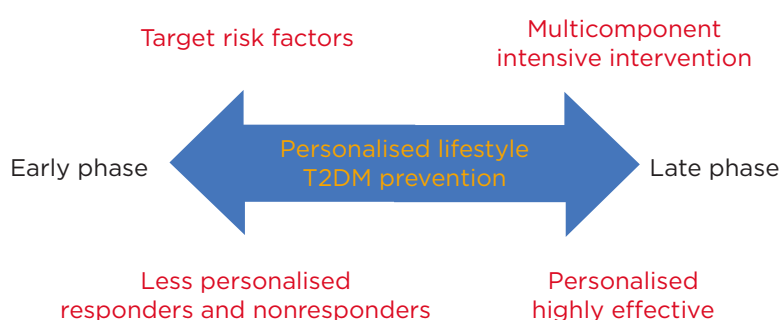 Target risk factors
Multicomponent
intensive intervention
Early phase
Personalised lifestyle
T2DM prevention
Late phase
Less personalised
responders and nonresponders
Personalised
highly effective